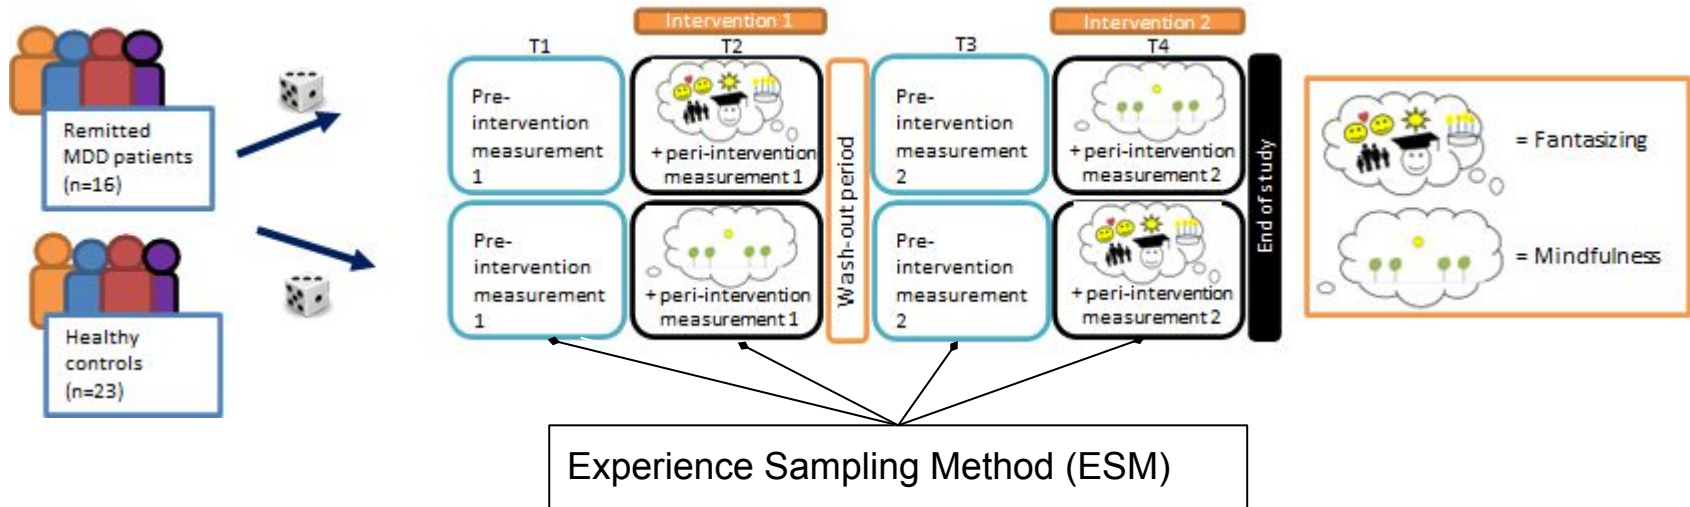 Remitted
MDD patients
(n=16)
Healthy
controls
(n=23)
Intervention 1
Intervention 2
T1
T2
T3
T4
Pre-
intervention
measurement
1
+ peri-intervention
measurement 1
Wash-out period
Pre-
intervention
measurement
2
+ peri-intervention
measurement 2
End of study
Pre-
intervention
measurement
1
+ peri-intervention
measurement 1
Pre-
intervention
measurement
2
+ peri-intervention
measurement 2
= Fantasizing
= Mindfulness
Experience Sampling Method (ESM)